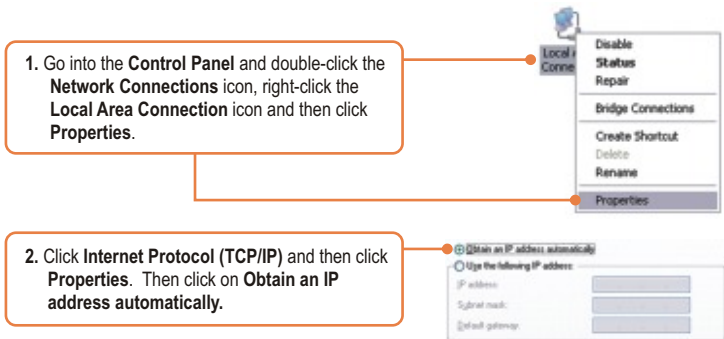 1. Go into the Control Panel and double-click the
Network Connections icon, right-click the
Local Area Connection icon and then click
Properties.
Local A
Conne
Disable
Status
Repair
Bridge Connections
Create Shortcut
Delete
Rename
Properties
2. Click Internet Protocol (TCP/IP) and then click
Properties. Then click on Obtain an IP
address automatically.
Obtain an IP address automatically
Use the following IP address:
IP address:
Subnet mask:
Default gateway: